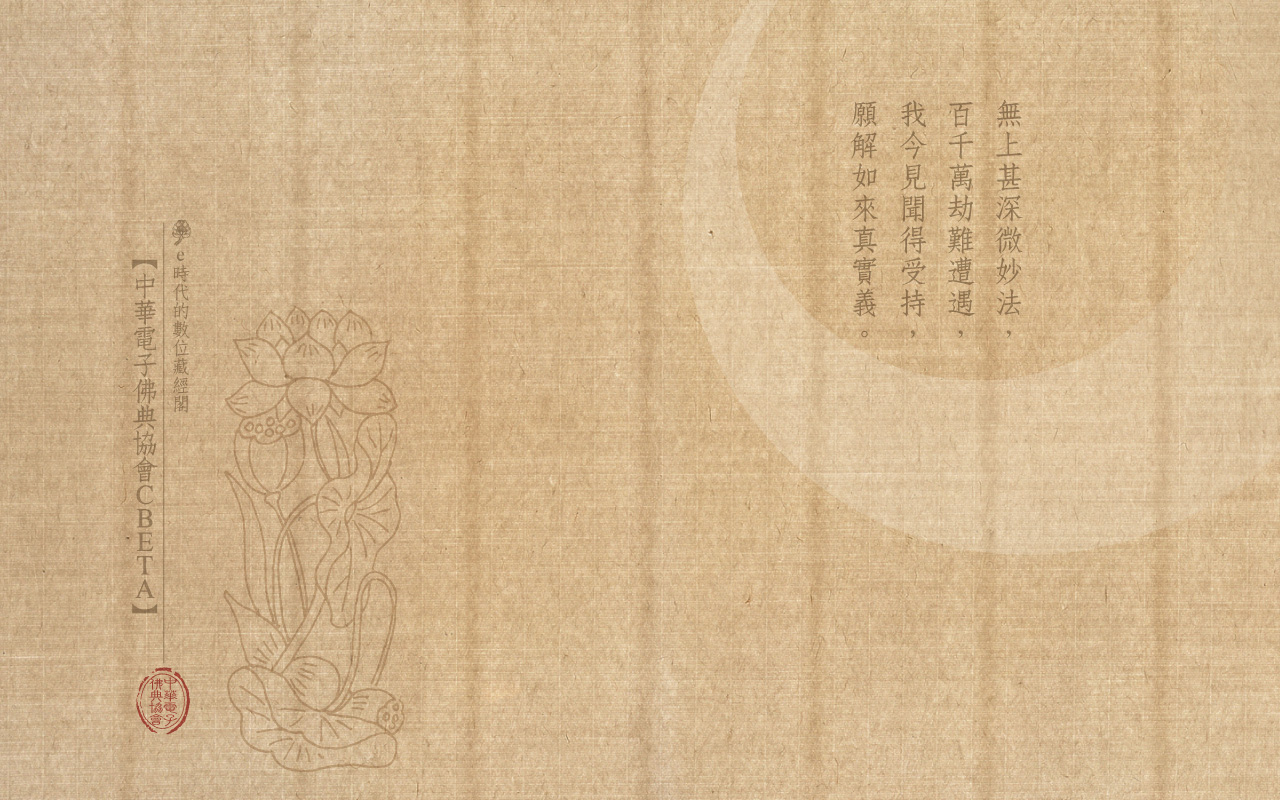 無上甚深微妙法，
百千萬劫難遭遇，
我今見聞得受持，
願解如來真實義。
e時代的數位藏經閣
【中華電子佛典協會CBETA】
中華電子
佛典協會